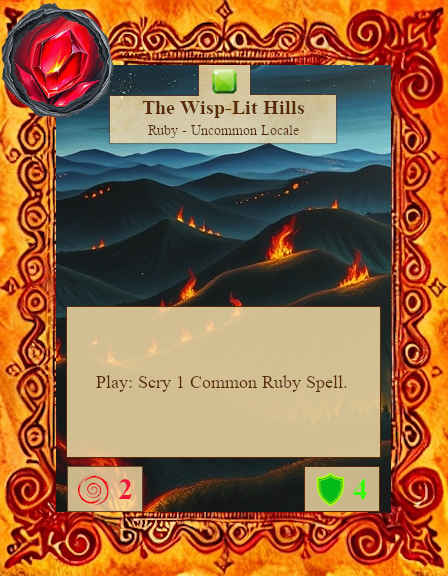 The Wisp-Lit Hills
Ruby - Uncommon Locale
Play: Scry 1 Common Ruby Spell.
2
4